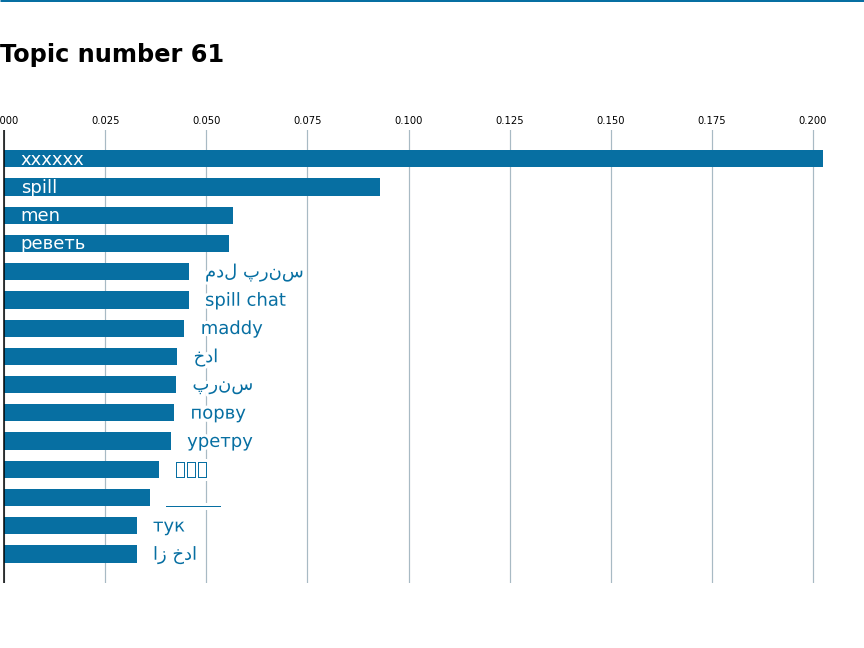 Topic number 61
0.000 0.025 0.050 0.075 0.100 0.125 0.150 0.175 0.200
xxxxxx
spill
men
реветь
مدل پرنس
spill chat
maddy
خدا
پرنس
порву
уретру
______
тук
از خدا